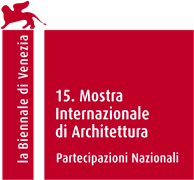 la Biennale di Venezia
15. Mostra
Internazionale
di Architettura
Partecipazioni Nazionali